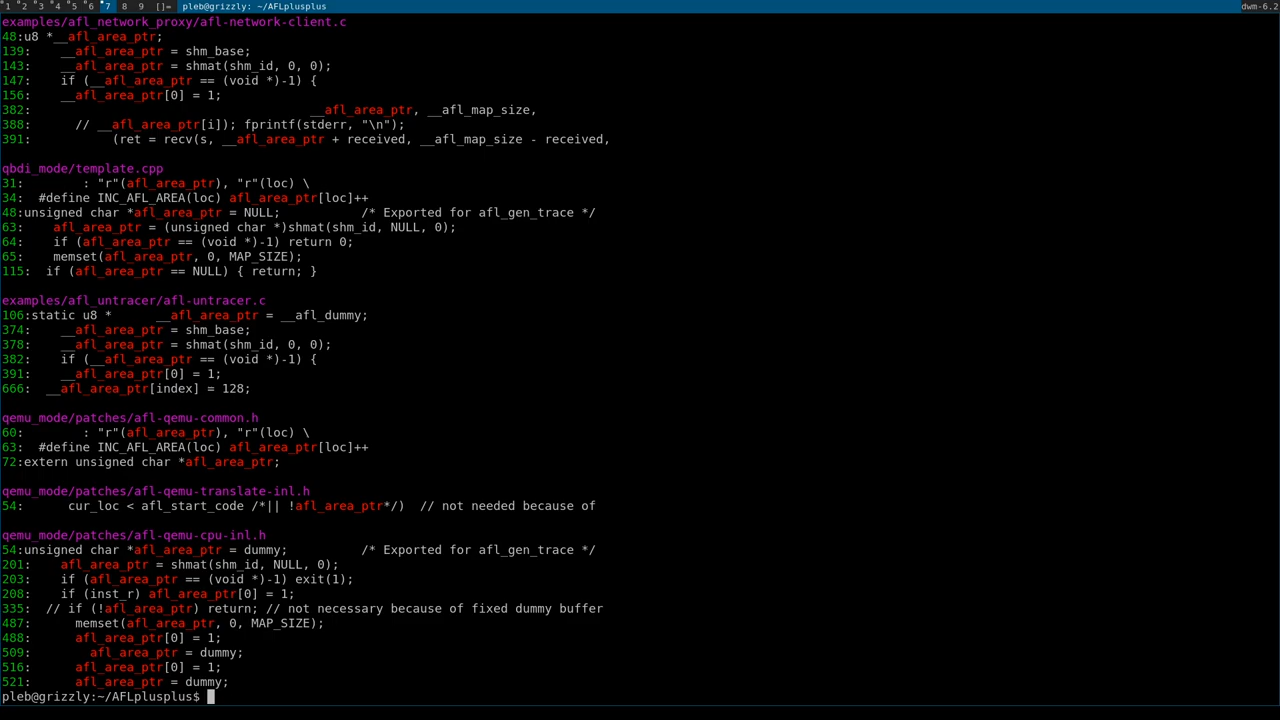 1 2 3 4 5 6 7 8 9 []= pleb@grizzly: ~/AFLplusplus dwm-6.2
examples/afl_network_proxy/afl-network-client.c
48:u8 *__afl_area_ptr;
139:    __afl_area_ptr = shm_base;
143:    __afl_area_ptr = shmat(shm_id, 0, 0);
147:    if (__afl_area_ptr == (void *)-1) {
156:    __afl_area_ptr[0] = 1;
382:                                      __afl_area_ptr, __afl_map_size,
388:      // __afl_area_ptr[i]); fprintf(stderr, "\n");
391:           (ret = recv(s, __afl_area_ptr + received, __afl_map_size - received,
qbdi_mode/template.cpp
31:       : "r"(afl_area_ptr), "r"(loc) \
34:  #define INC_AFL_AREA(loc) afl_area_ptr[loc]++
48:unsigned char *afl_area_ptr = NULL;           /* Exported for afl_gen_trace */
63:    afl_area_ptr = (unsigned char *)shmat(shm_id, NULL, 0);
64:    if (afl_area_ptr == (void *)-1) return 0;
65:    memset(afl_area_ptr, 0, MAP_SIZE);
115:  if (afl_area_ptr == NULL) { return; }
examples/afl_untracer/afl-untracer.c
106:static u8 *      __afl_area_ptr = __afl_dummy;
374:    __afl_area_ptr = shm_base;
378:    __afl_area_ptr = shmat(shm_id, 0, 0);
382:    if (__afl_area_ptr == (void *)-1) {
391:    __afl_area_ptr[0] = 1;
666:  __afl_area_ptr[index] = 128;
qemu_mode/patches/afl-qemu-common.h
60:       : "r"(afl_area_ptr), "r"(loc) \
63:  #define INC_AFL_AREA(loc) afl_area_ptr[loc]++
72:extern unsigned char *afl_area_ptr;
qemu_mode/patches/afl-qemu-translate-inl.h
54:      cur_loc < afl_start_code /*|| !afl_area_ptr*/)  // not needed because of
qemu_mode/patches/afl-qemu-cpu-inl.h
54:unsigned char *afl_area_ptr = dummy;          /* Exported for afl_gen_trace */
201:    afl_area_ptr = shmat(shm_id, NULL, 0);
203:    if (afl_area_ptr == (void *)-1) exit(1);
208:    if (inst_r) afl_area_ptr[0] = 1;
335:  // if (!afl_area_ptr) return; // not necessary because of fixed dummy buffer
487:      memset(afl_area_ptr, 0, MAP_SIZE);
488:      afl_area_ptr[0] = 1;
509:        afl_area_ptr = dummy;
516:      afl_area_ptr[0] = 1;
521:      afl_area_ptr = dummy;
pleb@grizzly:~/AFLplusplus$